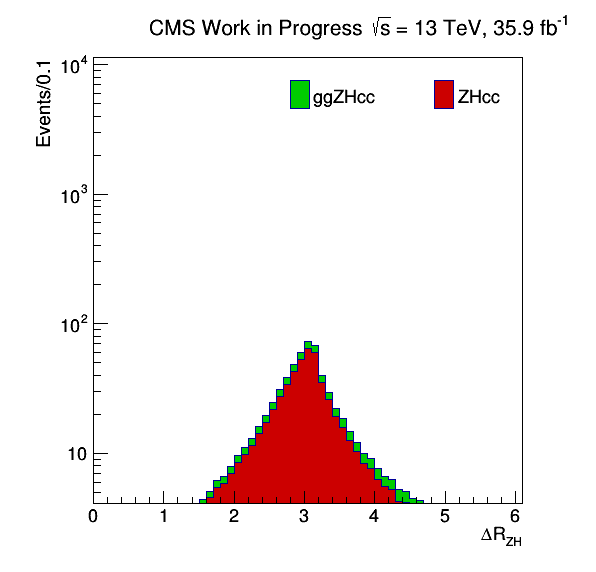 CMS Work in Progress √s = 13 TeV, 35.9 fb⁻¹
Events/0.1
10⁴
10³
10²
10
ggZHcc ZHcc
0 1 2 3 4 5 6
ΔR_ZH